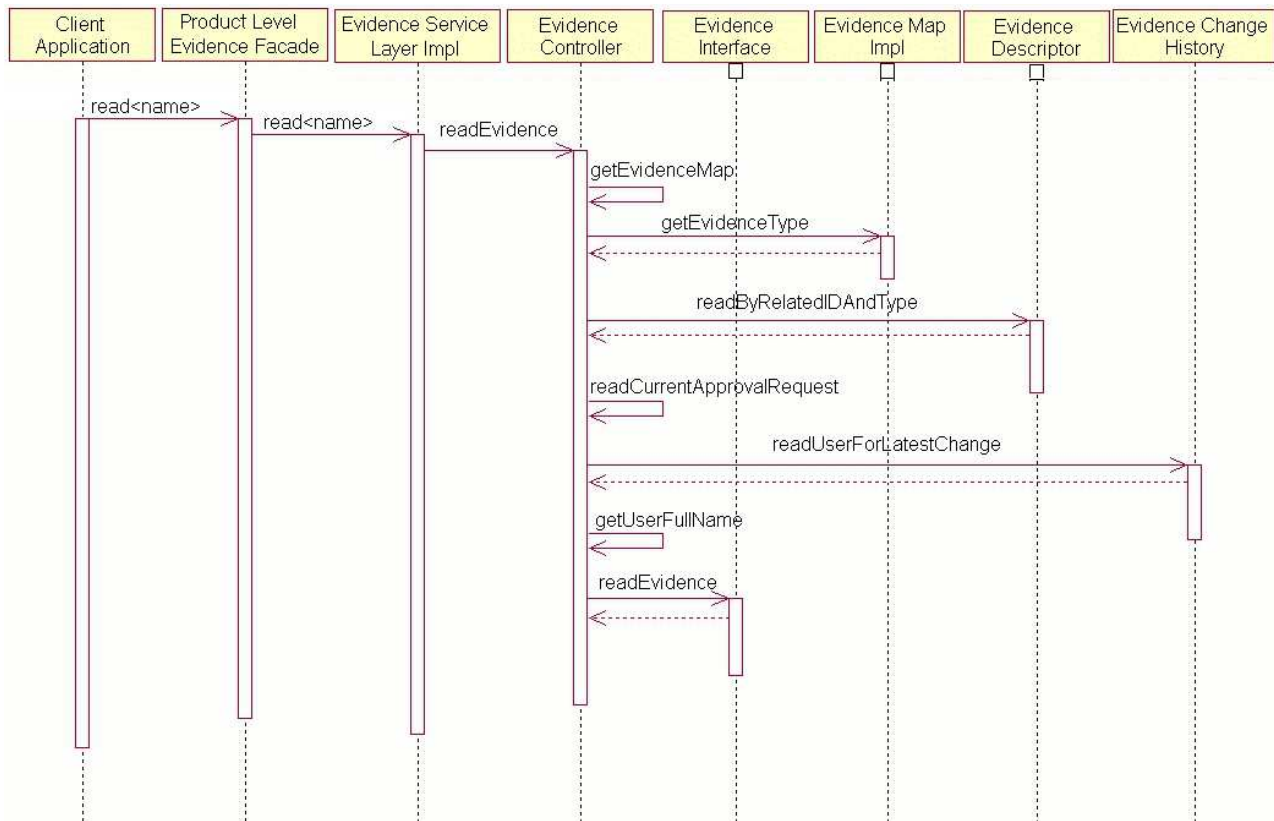 Client
Application
Product Level
Evidence Facade
Evidence Service
Layer Impl
Evidence
Controller
Evidence
Interface
Evidence Map
Impl
Evidence
Descriptor
Evidence Change
History
read<name>
read<name>
readEvidence
getEvidenceMap
getEvidenceType
readByRelatedIDAndType
readCurrentApprovalRequest
readUserForLatestChange
getUserFullName
readEvidence